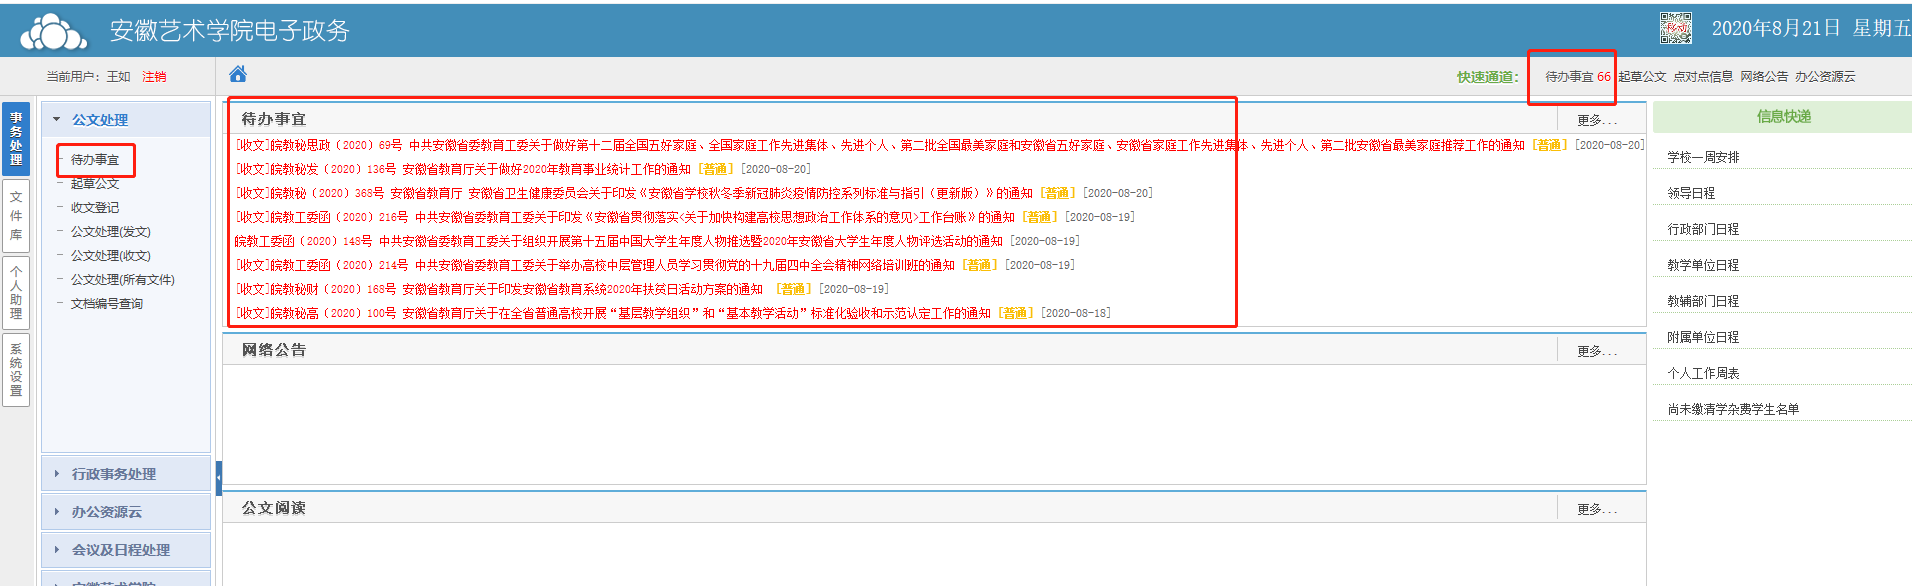 安徽艺术学院电子政务
2020年8月21日 星期五
当前用户：王如 注销
快速通道： 待办事宜 66 起草公文 点对点信息 网络公告 办公资源云
事务处理
文件库
个人助理
系统设置
公文处理
待办事宜
起草公文
收文登记
公文处理(发文)
公文处理(收文)
公文处理(所有文件)
文档编号查询
行政事务处理
办公资源云
会议及日程处理
安徽艺术学院
待办事宜 更多...
[收文]皖教秘思政（2020）69号 中共安徽省委教育工委关于做好第十二届全国五好家庭、全国家庭工作先进集体、先进个人、第二批全国最美家庭和安徽省五好家庭、安徽省家庭工作先进集体、先进个人、第二批安徽省最美家庭推荐工作的通知 [普通] [2020-08-20]
[收文]皖教秘发（2020）136号 安徽省教育厅关于做好2020年教育事业统计工作的通知 [普通] [2020-08-20]
[收文]皖教秘（2020）368号 安徽省教育厅 安徽省卫生健康委员会关于印发《安徽省学校秋冬季新冠肺炎疫情防控系列标准与指引（更新版）》的通知 [普通] [2020-08-20]
[收文]皖教工委函（2020）216号 中共安徽省委教育工委关于印发《安徽省贯彻落实<关于加快构建高校思想政治工作体系的意见>工作台账》的通知 [普通] [2020-08-19]
皖教工委函（2020）148号 中共安徽省委教育工委关于组织开展第十五届中国大学生年度人物推选暨2020年安徽省大学生年度人物评选活动的通知 [2020-08-19]
[收文]皖教工委函（2020）214号 中共安徽省委教育工委关于举办高校中层管理人员学习贯彻党的十九届四中全会精神网络培训班的通知 [普通] [2020-08-19]
[收文]皖教秘财（2020）168号 安徽省教育厅关于印发安徽省教育系统2020年扶贫日活动方案的通知 [普通] [2020-08-19]
[收文]皖教秘高（2020）100号 安徽省教育厅关于在全省普通高校开展“基层教学组织”和“基本教学活动”标准化验收和示范认定工作的通知 [普通] [2020-08-18]
网络公告 更多...
公文阅读 更多...
信息快递
学校一周安排
领导日程
行政部门日程
教学单位日程
教辅部门日程
附属单位日程
个人工作周表
尚未缴清学杂费学生名单